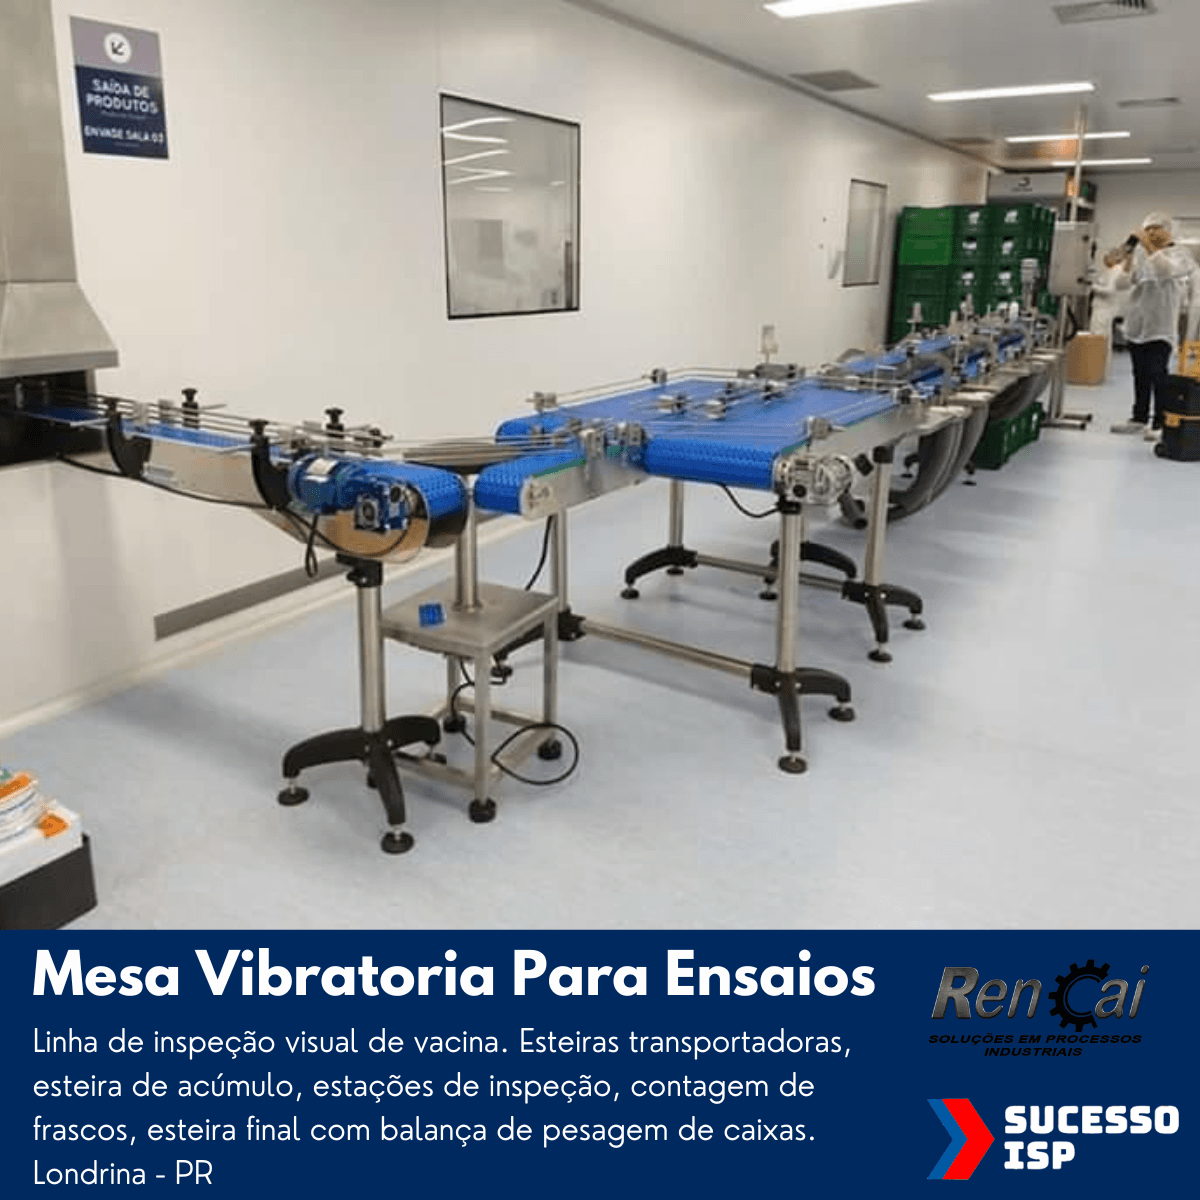 SAÍDA DE
PRODUTOS
ENVASE SALA 03
Mesa Vibratoria Para Ensaios
Linha de inspeção visual de vacina. Esteiras transportadoras,
esteira de acúmulo, estações de inspeção, contagem de
frascos, esteira final com balança de pesagem de caixas.
Londrina - PR
RenCai
SOLUÇÕES EM PROCESSOS
INDUSTRIAIS
SUCESSO
ISP